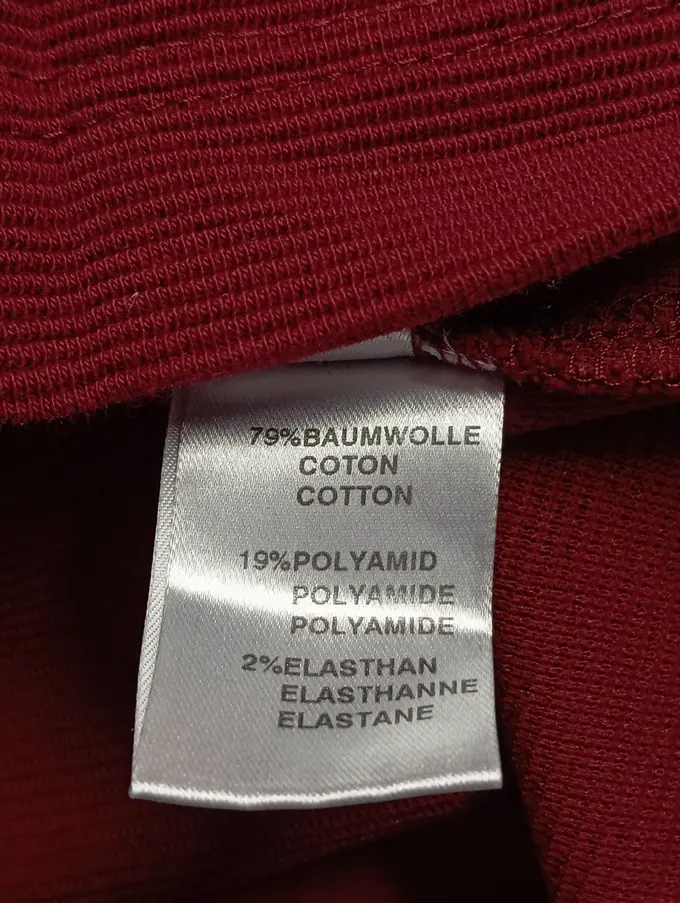 79%BAUMWOLLE
COTON
COTTON
19%POLYAMID
POLYAMIDE
POLYAMIDE
2%ELASTHAN
ELASTHANNE
ELASTANE